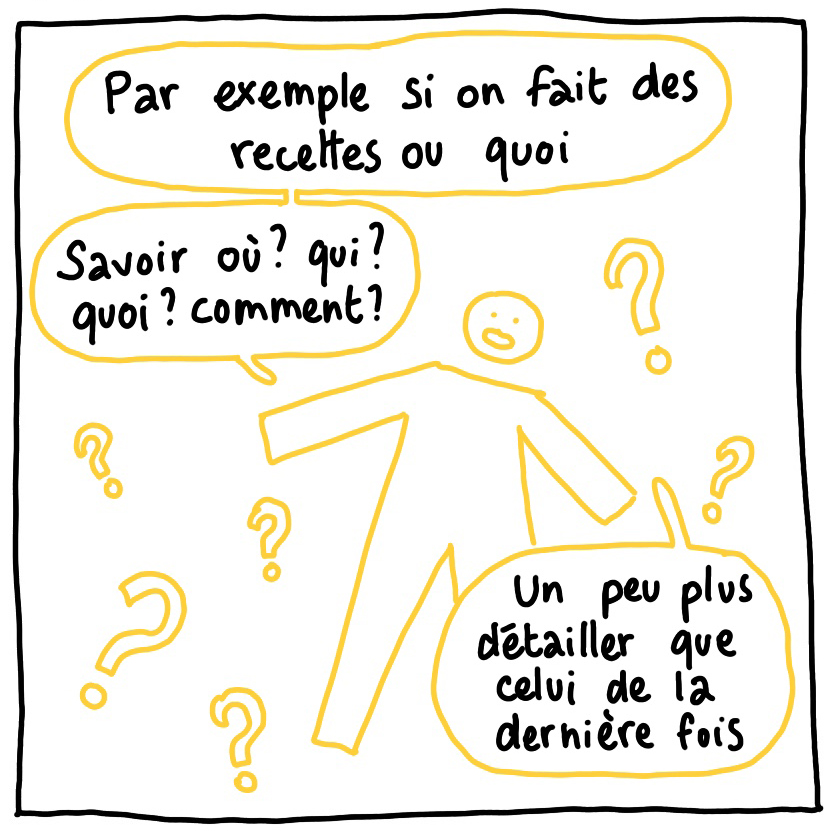 Par exemple si on fait des
recettes ou quoi
Savoir où? qui?
quoi? comment?
Un peu plus
détailler que
celui de la
dernière fois